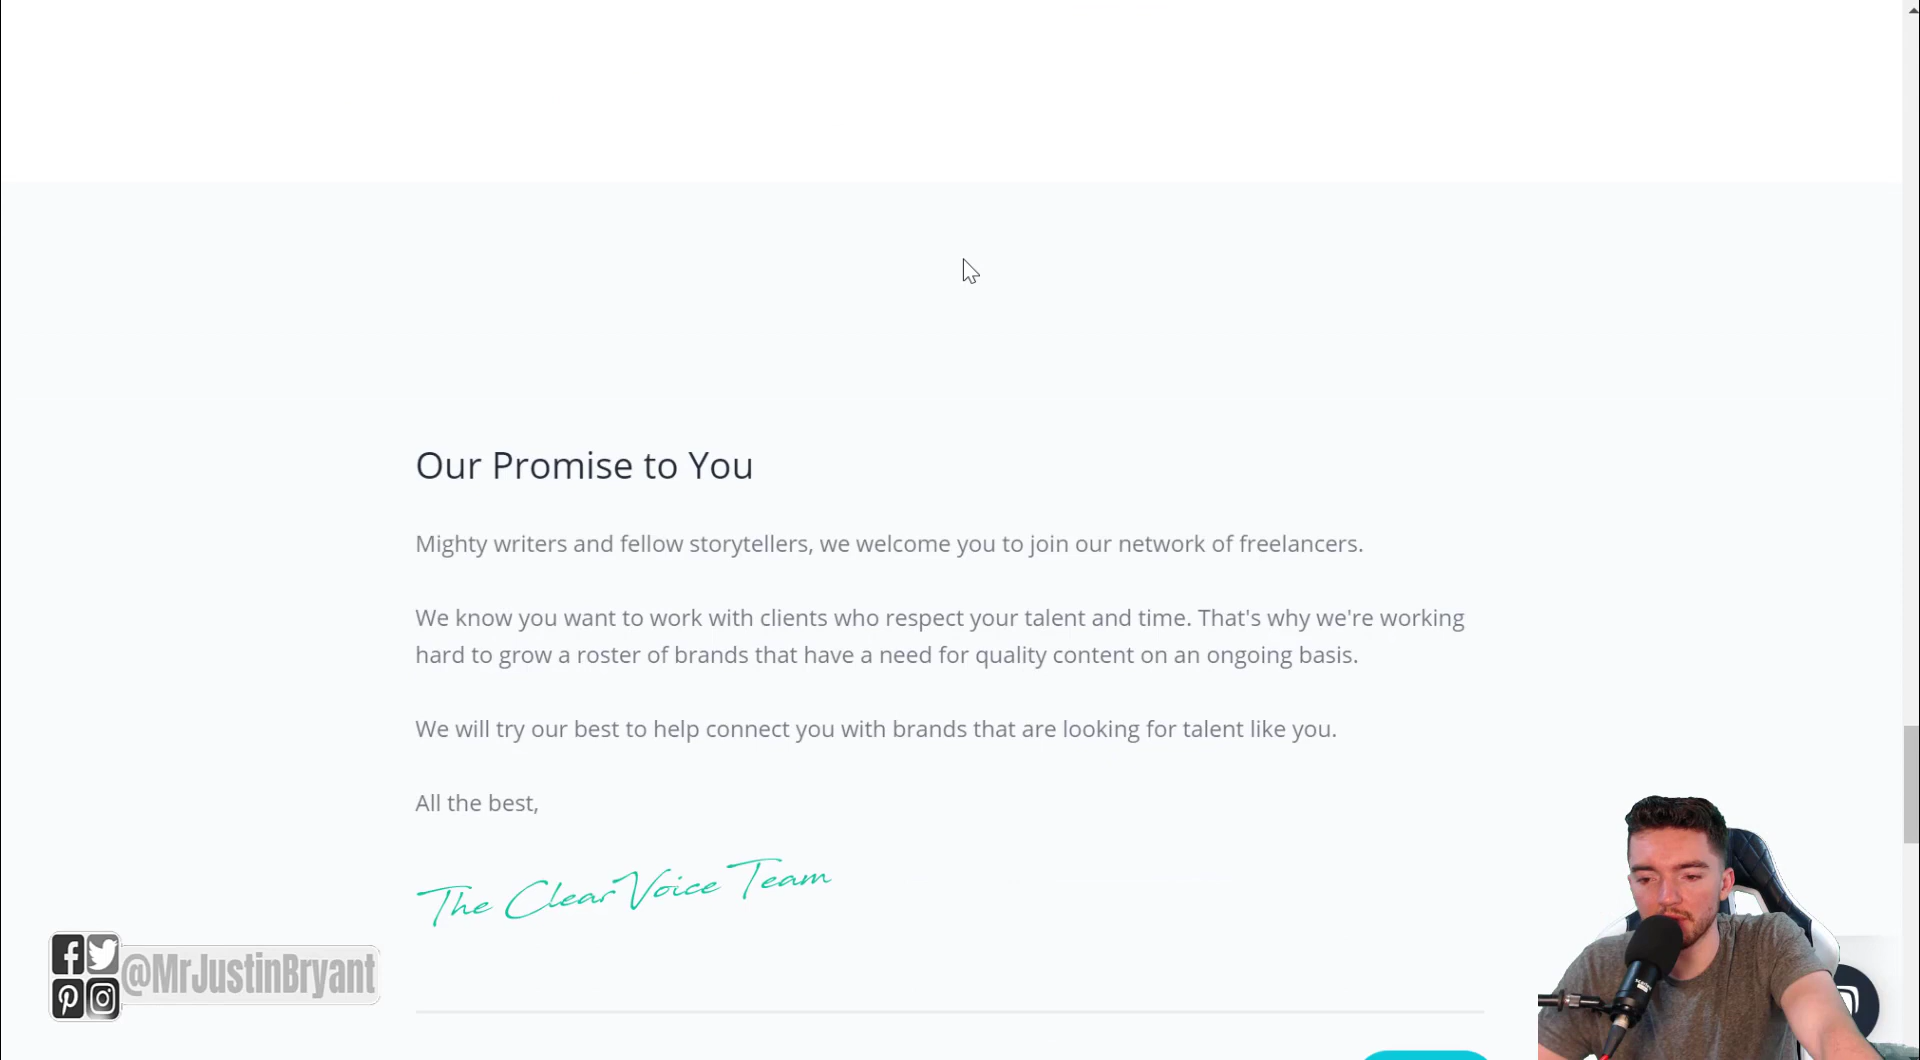 Our Promise to You
Mighty writers and fellow storytellers, we welcome you to join our network of freelancers.
We know you want to work with clients who respect your talent and time. That's why we're working
hard to grow a roster of brands that have a need for quality content on an ongoing basis.
We will try our best to help connect you with brands that are looking for talent like you.
All the best,
The ClearVoice Team
@MrJustinBryant